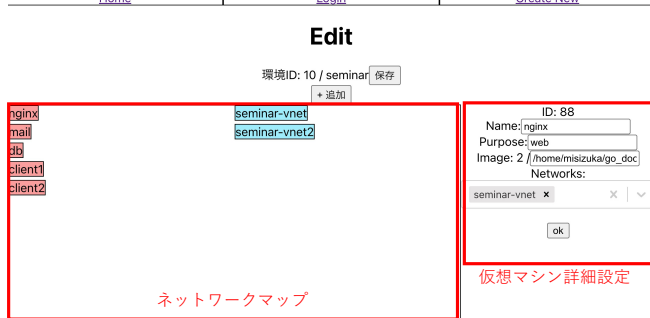 Home Login Create New
Edit
環境ID: 10 / seminar 保存
+ 追加
nginx
mail
db
client1
client2
seminar-vnet
seminar-vnet2
ネットワークマップ
ID: 88
Name: nginx
Purpose: web
Image: 2 / /home/misizuka/go_doc
Networks:
seminar-vnet ×
ok
仮想マシン詳細設定